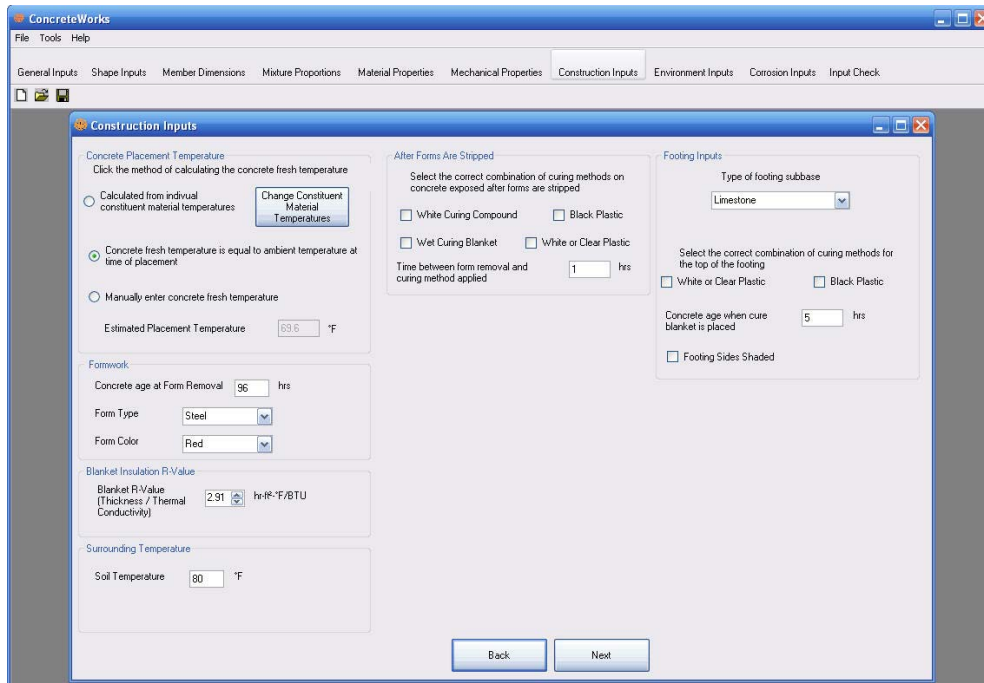 ConcreteWorks
File Tools Help
General Inputs Shape Inputs Member Dimensions Mixture Proportions Material Properties Mechanical Properties Construction Inputs Environment Inputs Corrosion Inputs Input Check
Construction Inputs
Concrete Placement Temperature
Click the method of calculating the concrete fresh temperature
Calculated from indivual
constituent material temperatures
Change Constituent
Material
Temperatures
Concrete fresh temperature is equal to ambient temperature at
time of placement
Manually enter concrete fresh temperature
Estimated Placement Temperature 69.6 °F
Formwork
Concrete age at Form Removal 96 hrs
Form Type Steel
Form Color Red
Blanket Insulation R-Value
Blanket R-Value
(Thickness / Thermal
Conductivity)
2.91 hr-ft²-°F/BTU
Surrounding Temperature
Soil Temperature 80 °F
After Forms Are Stripped
Select the correct combination of curing methods on
concrete exposed after forms are stripped
White Curing Compound Black Plastic
Wet Curing Blanket White or Clear Plastic
Time between form removal and
curing method applied
1 hrs
Footing Inputs
Type of footing subbase
Limestone
Select the correct combination of curing methods for
the top of the footing
White or Clear Plastic Black Plastic
Concrete age when cure
blanket is placed
5 hrs
Footing Sides Shaded
Back Next